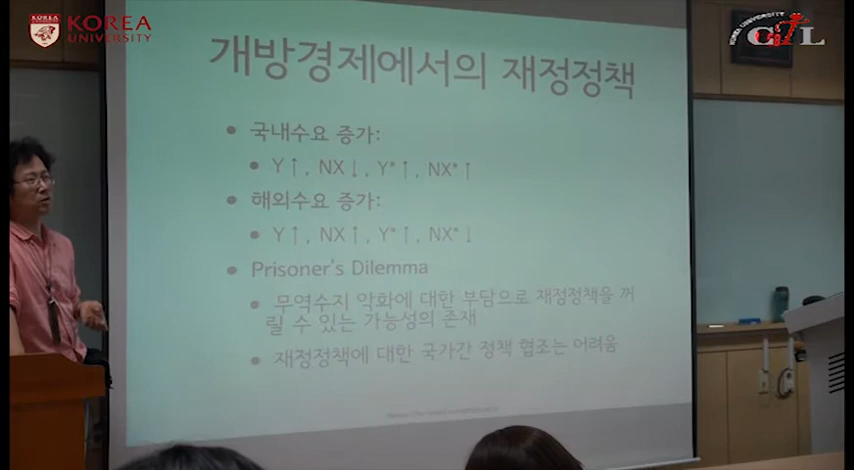 KOREA
UNIVERSITY
KOREA UNIVERSITY
CTL
개방경제에서의 재정정책
• 국내수요 증가:
• Y↑, NX↓, Y*↑, NX*↑
• 해외수요 증가:
• Y↑, NX↑, Y*↑, NX*↓
• Prisoner's Dilemma
• 무역수지 악화에 대한 부담으로 재정정책을 꺼
릴 수 있는 가능성의 존재
• 재정정책에 대한 국가간 정책 협조는 어려움